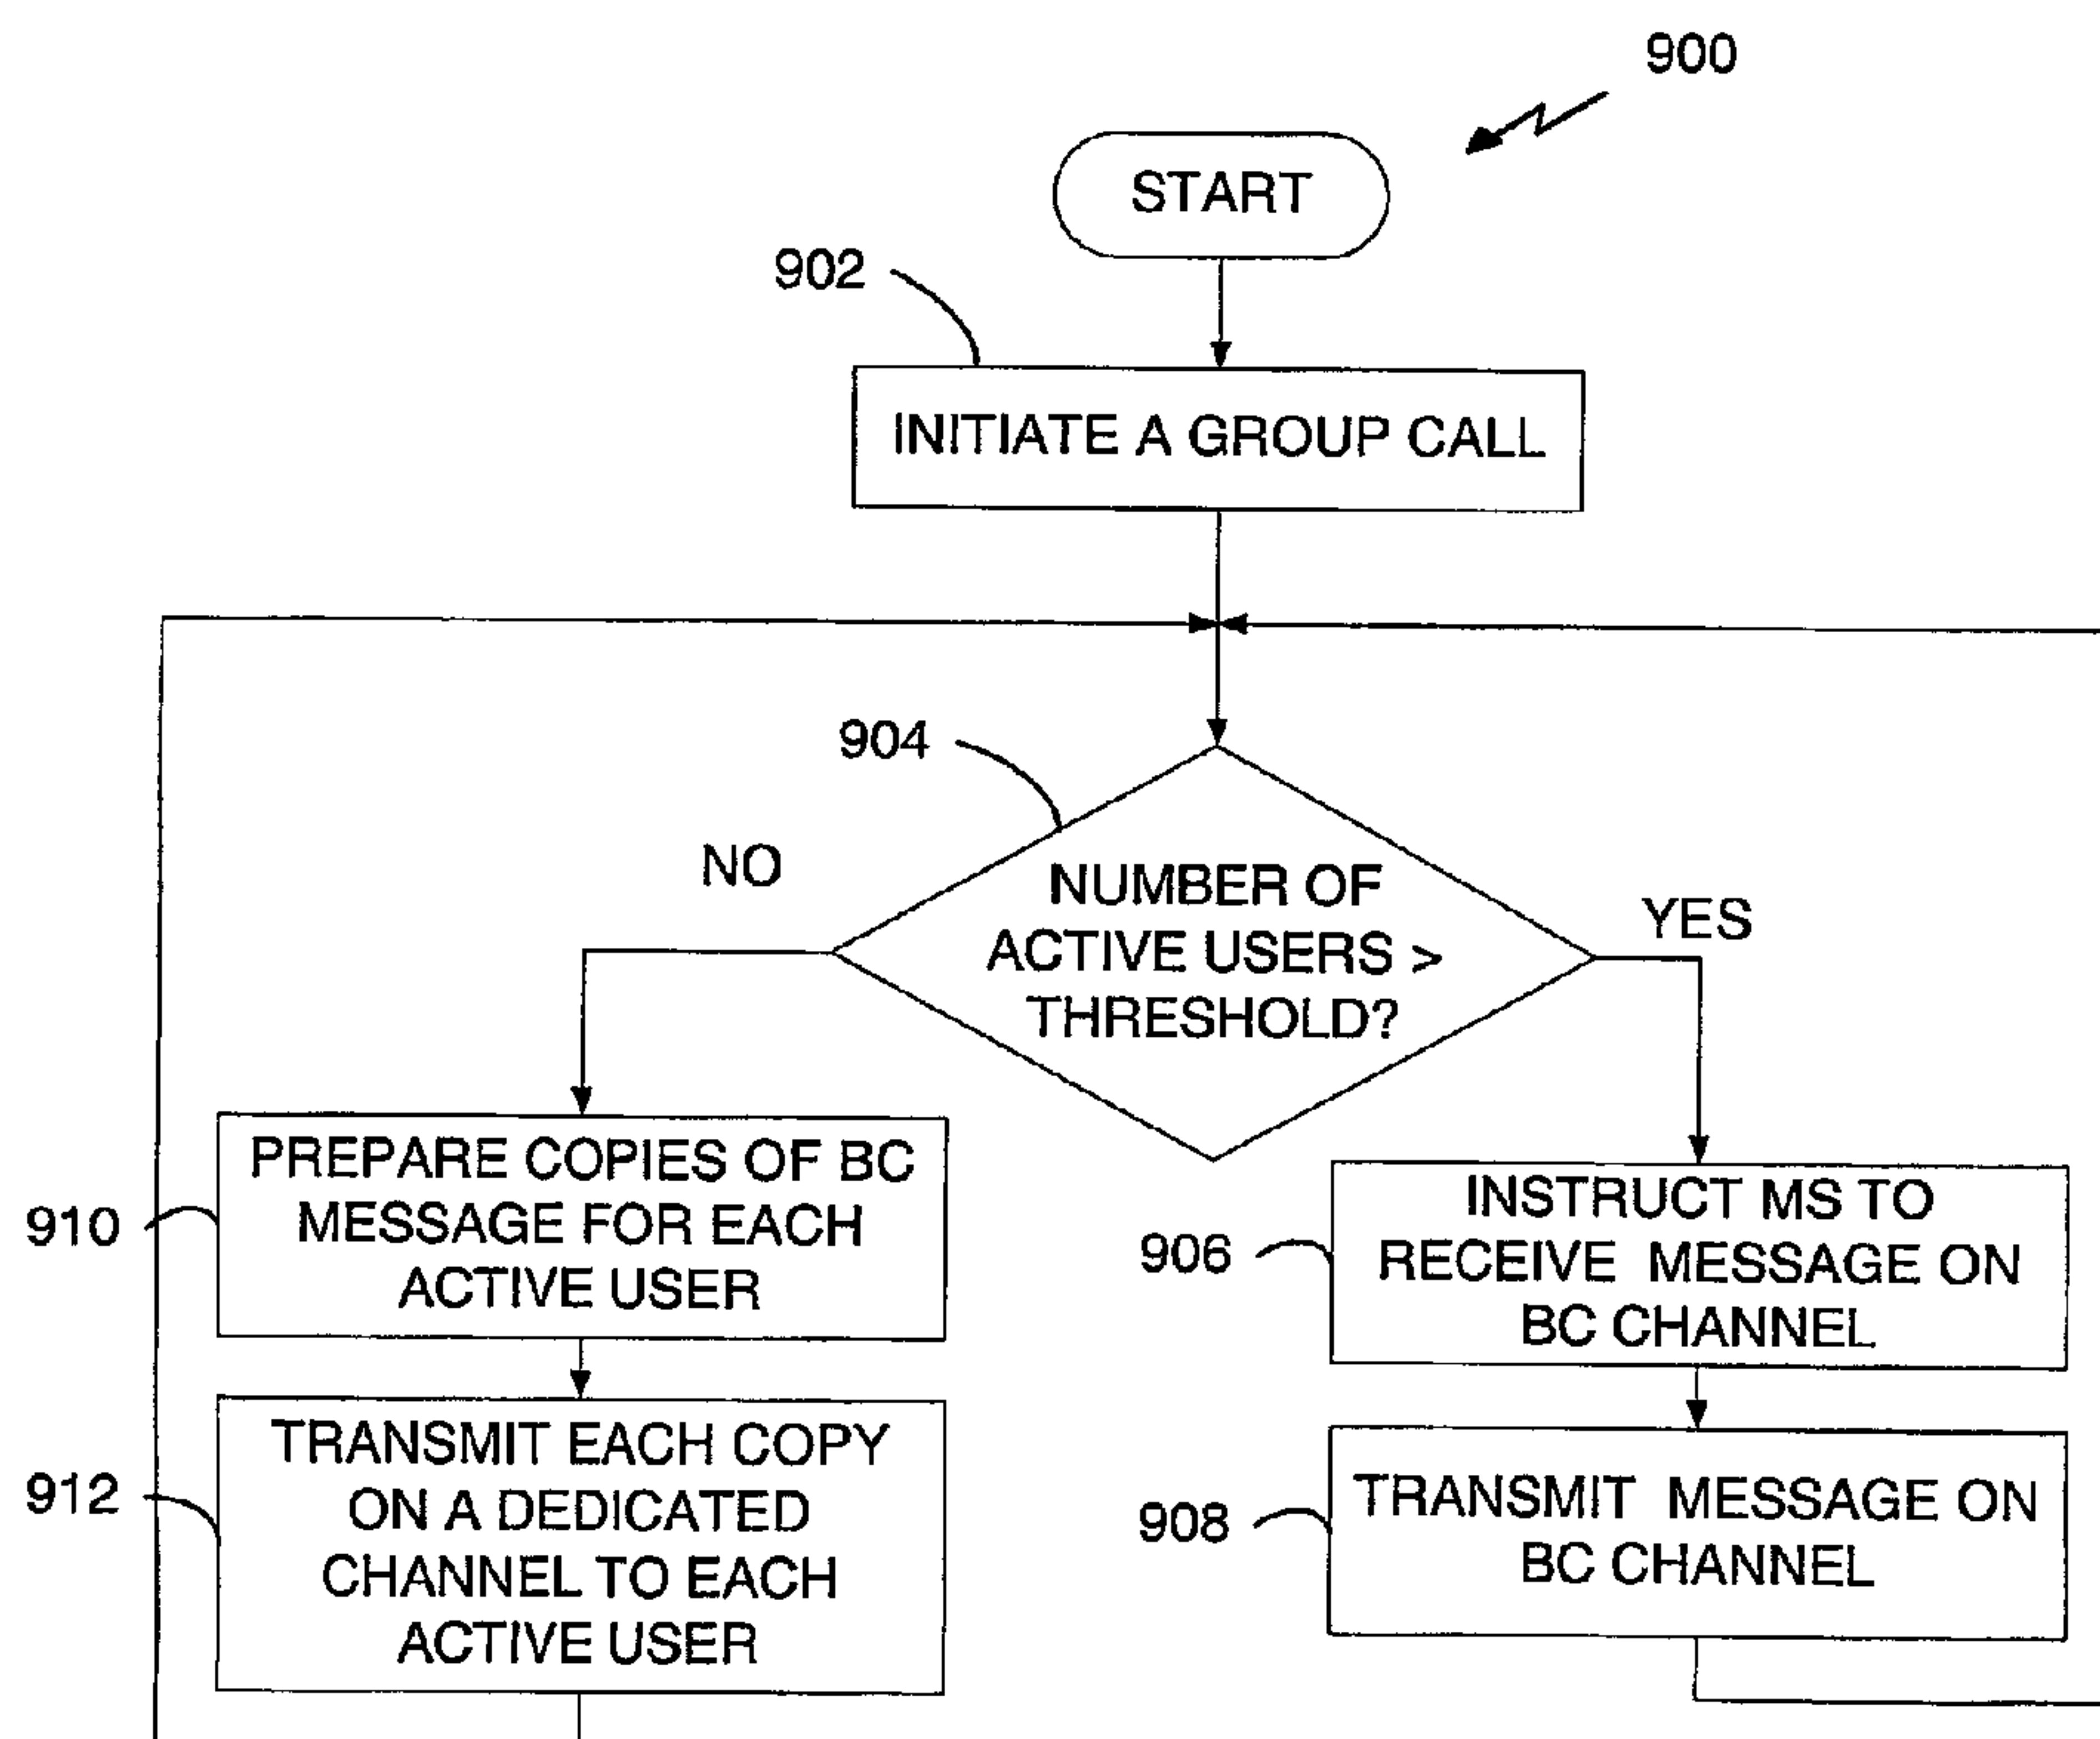 900
START
902
INITIATE A GROUP CALL
904
NO
NUMBER OF
ACTIVE USERS >
THRESHOLD?
YES
910
PREPARE COPIES OF BC
MESSAGE FOR EACH
ACTIVE USER
906
INSTRUCT MS TO
RECEIVE MESSAGE ON
BC CHANNEL
912
TRANSMIT EACH COPY
ON A DEDICATED
CHANNEL TO EACH
ACTIVE USER
908
TRANSMIT MESSAGE ON
BC CHANNEL